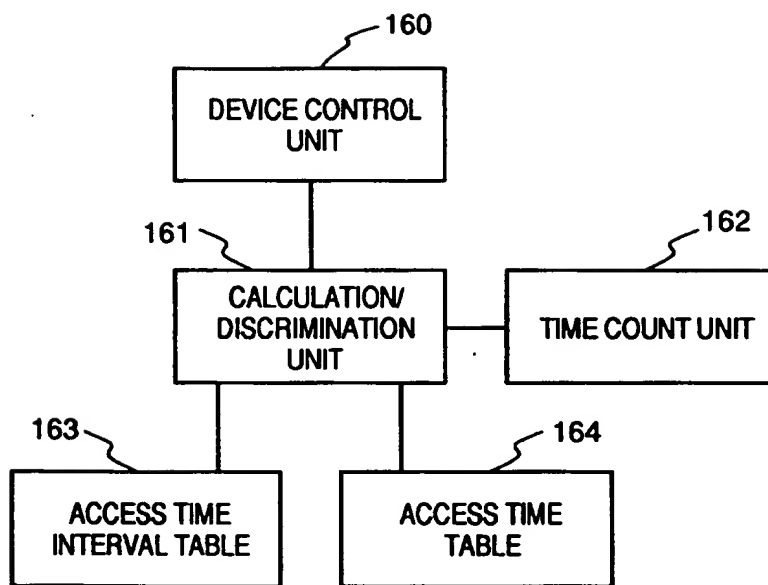 160
DEVICE CONTROL
UNIT
161
162
CALCULATION/
DISCRIMINATION
UNIT
TIME COUNT UNIT
163
164
ACCESS TIME
INTERVAL TABLE
ACCESS TIME
TABLE